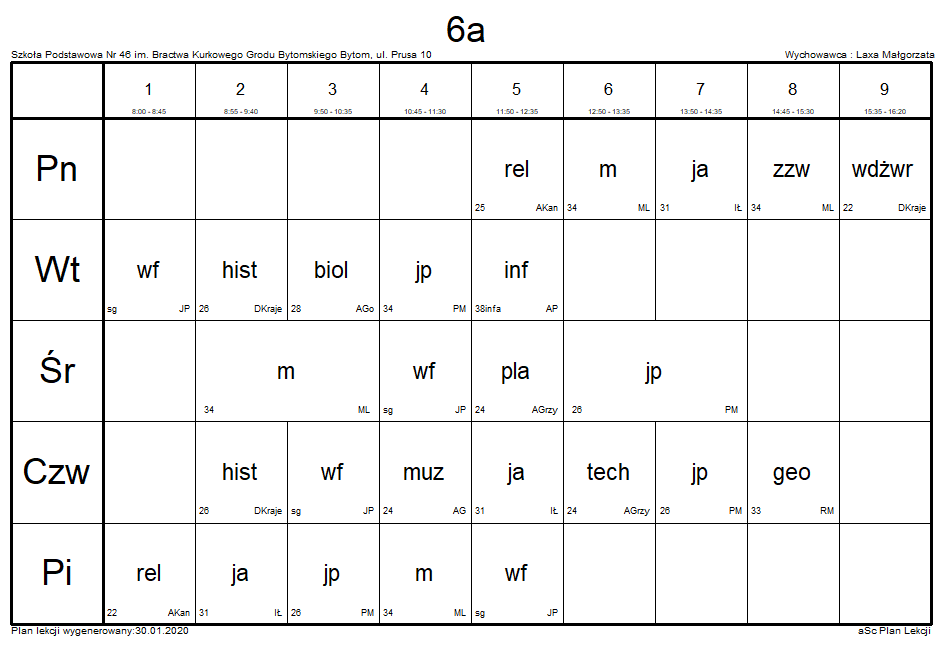 6a
Szkoła Podstawowa Nr 46 im. Bractwa Kurkowego Grodu Bytomskiego Bytom, ul. Prusa 10 Wychowawca : Laxa Małgorzata
1 2 3 4 5 6 7 8 9
8:00 - 8:45 8:55 - 9:40 9:50 - 10:35 10:45 - 11:30 11:50 - 12:35 12:50 - 13:35 13:50 - 14:35 14:45 - 15:30 15:35 - 16:20
Pn rel m ja zzw wdżwr
25 AKan 34 ML 31 IŁ 34 ML 22 DKraje
Wt wf hist biol jp inf
sg JP 26 DKraje 28 AGo 34 PM 38infa AP
Śr m wf pla jp
34 ML sg JP 24 AGrzy 26 PM
Czw hist wf muz ja tech jp geo
26 DKraje sg JP 24 AG 31 IŁ 24 AGrzy 26 PM 33 RM
Pi rel ja jp m wf
22 AKan 31 IŁ 26 PM 34 ML sg JP
Plan lekcji wygenerowany:30.01.2020 aSc Plan Lekcji